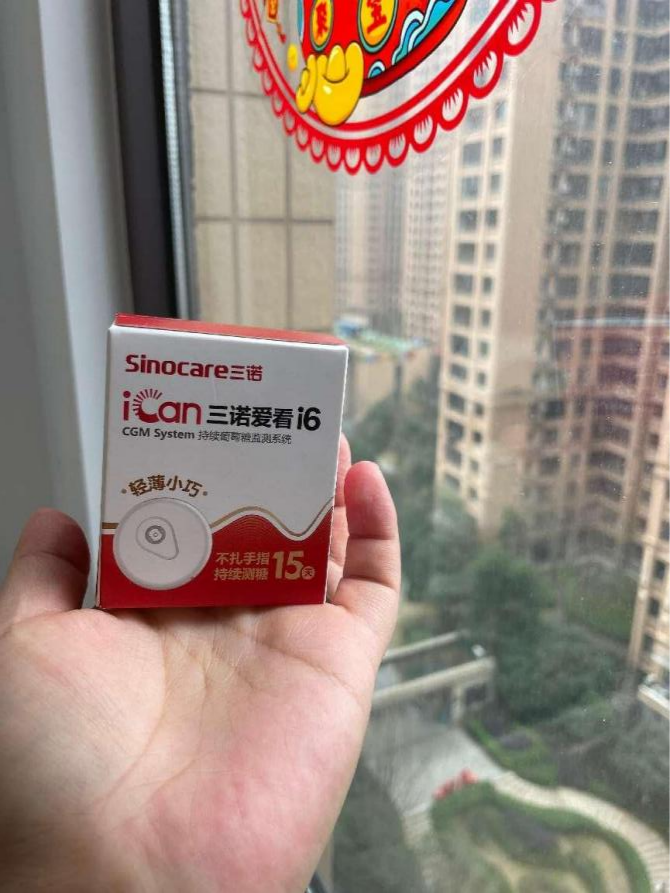 Sinocare三诺
iCan 三诺爱看 i6
CGM System 持续葡萄糖监测系统
·轻薄小巧·
不扎手指
持续测糖 15天